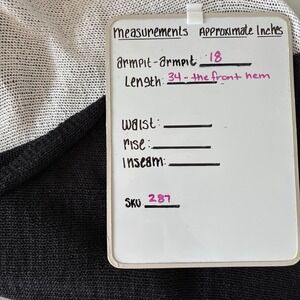 Measurements Approximate Inches
armpit-armpit 18
Length: 34 - the front hem
Waist:
rise:
Inseam:
SKU 287